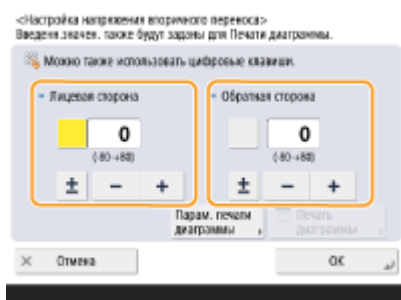 <Настройка напряжения вторичного переноса>
Введенн.значен. также будут заданы для Печати диаграммы.
Можно также использовать цифровые клавиши.
Лицевая сторона
Обратная сторона
0
0
(-80-+80)
(-80-+80)
± − +
± − +
Парам. печати
диаграммы
Печать
диаграммы
× Отмена
OK